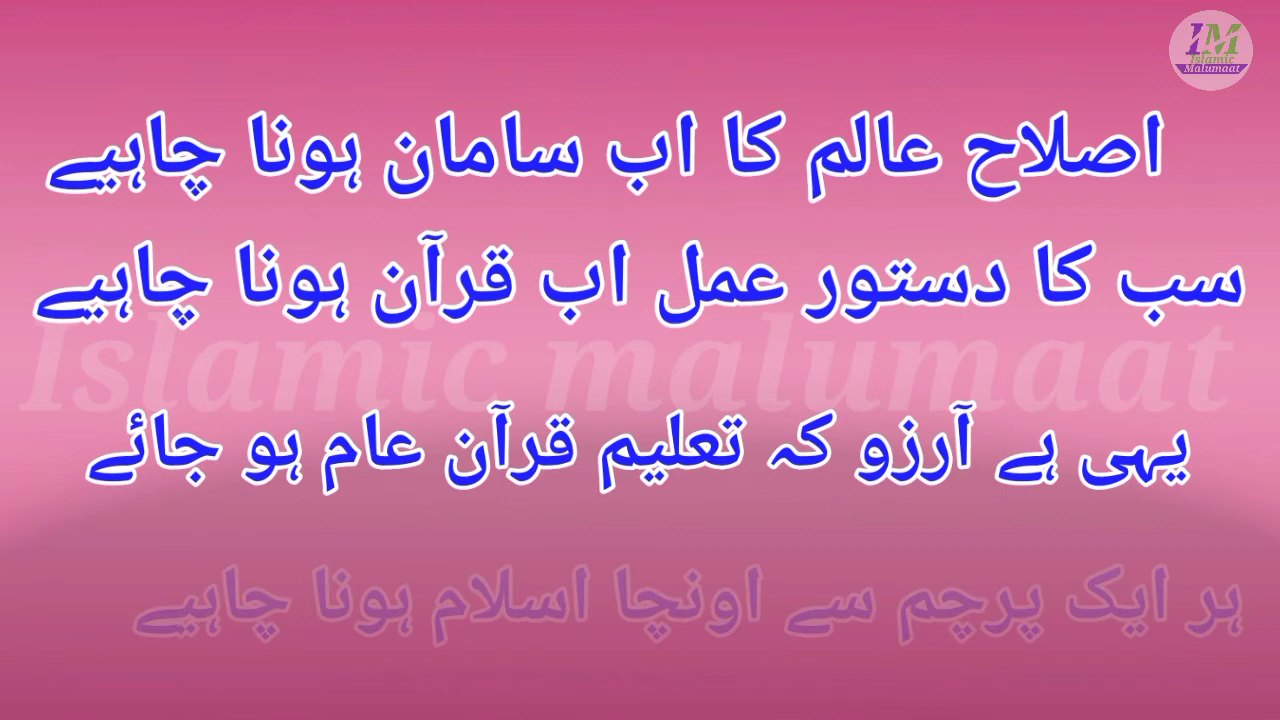 IM
Islamic
Malumaat
اصلاح عالم کا اب سامان ہونا چاہیے
سب کا دستور عمل اب قرآن ہونا چاہیے
Islamic malumaat
یہی ہے آرزو کہ تعلیم قرآن عام ہو جائے
ہر ایک پرچم سے اونچا اسلام ہونا چاہیے